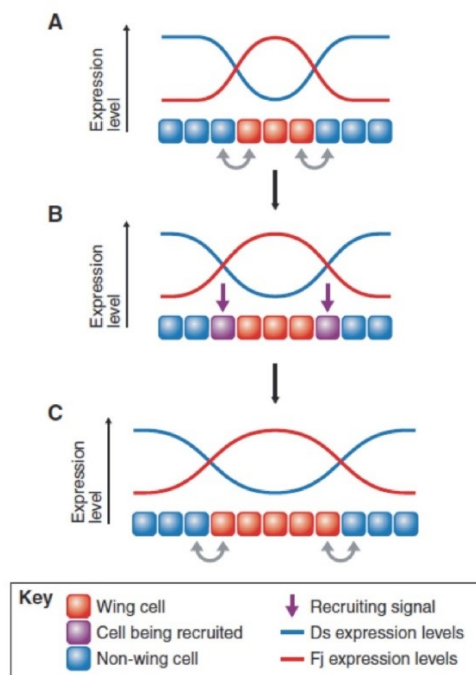 A
Expression
level
B
Expression
level
C
Expression
level
Key
Wing cell
Recruiting signal
Cell being recruited
Ds expression levels
Non-wing cell
Fj expression levels